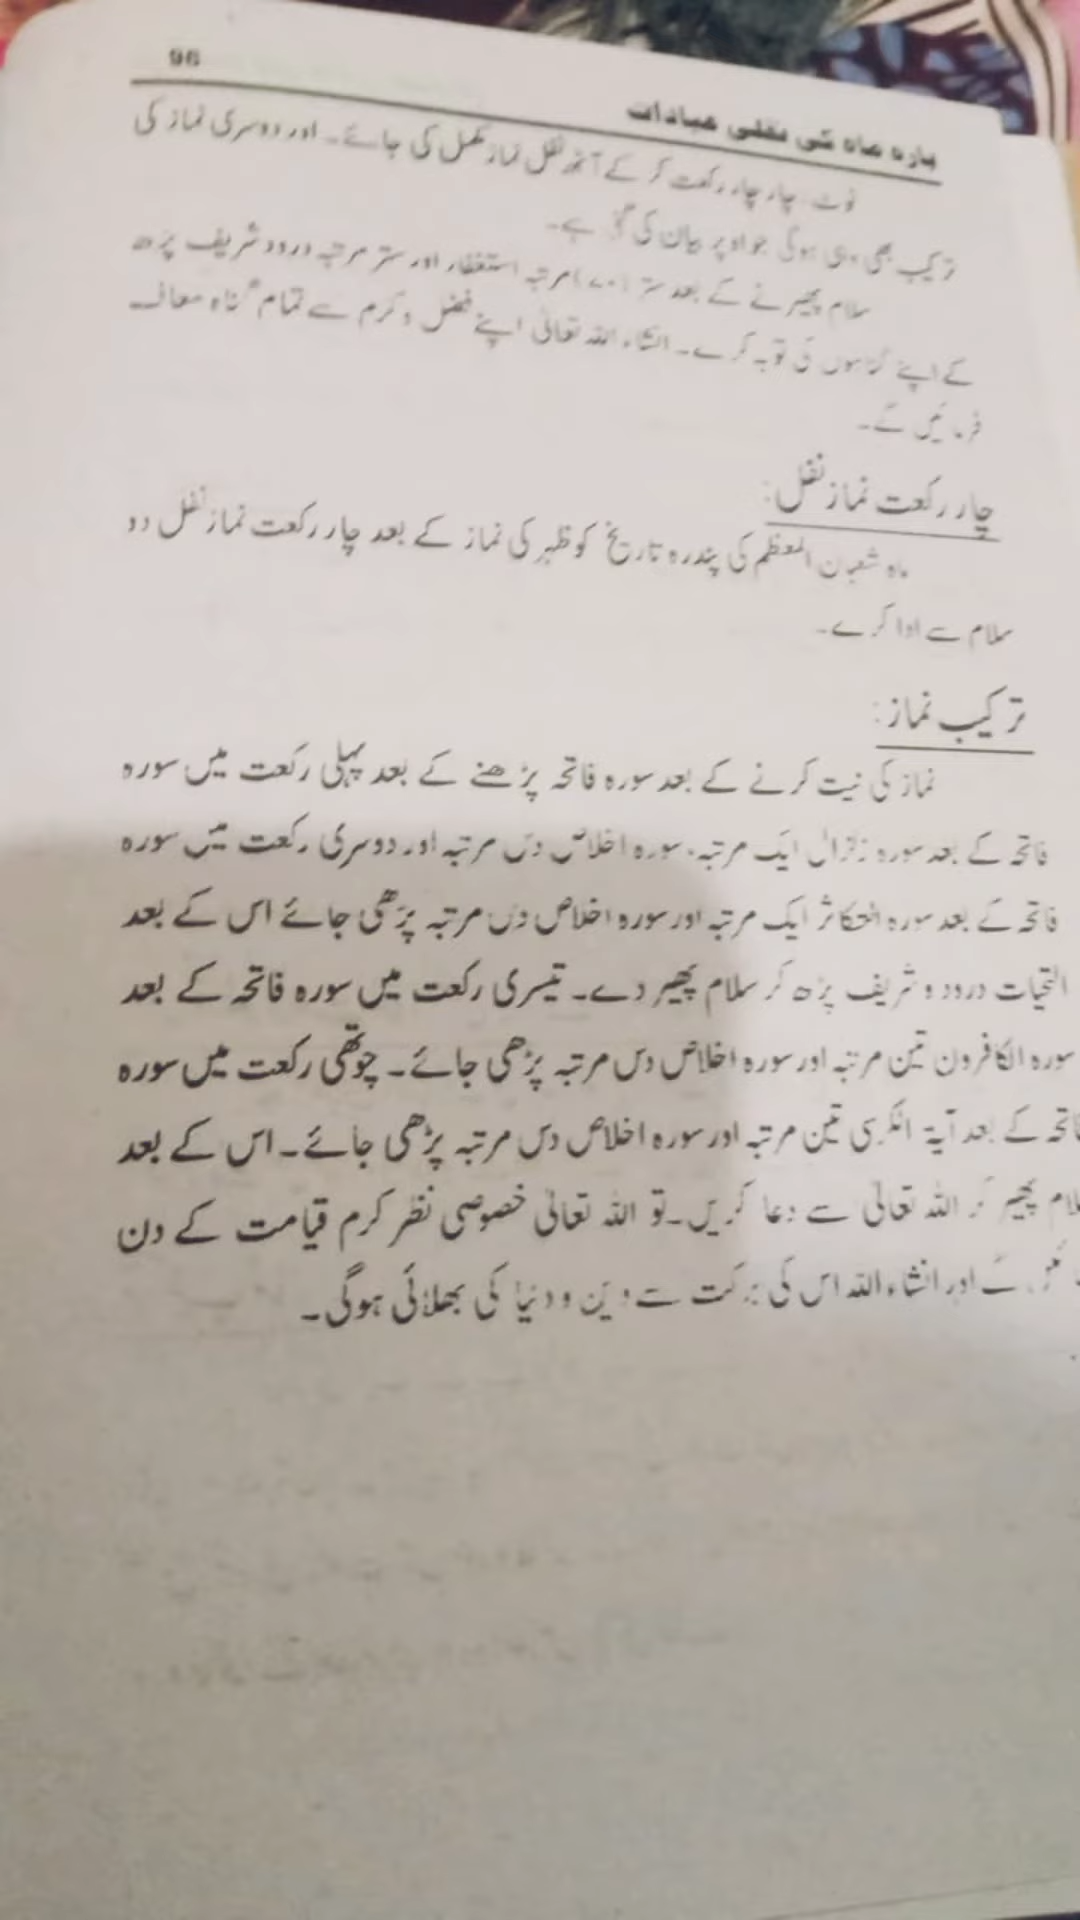 96
بارہ ماہ کی نفلی عبادات
نوٹ: چار چار رکعت کر کے آٹھ نفل نماز مکمل کی جائے۔ اور دوسری نماز کی
ترکیب بھی وہی ہوگی جو اوپر بیان کی گئی ہے۔
سلام پھیرنے کے بعد ستر (۷۰) مرتبہ استغفار اور ستر مرتبہ درود شریف پڑھ
کے اپنے گناہوں کی توبہ کرے۔ انشاء اللہ تعالیٰ اپنے فضل و کرم سے تمام گناہ معاف
فرمائیں گے۔
چار رکعت نماز نفل:
ماہ شعبان المعظم کی پندرہ تاریخ کو ظہر کی نماز کے بعد چار رکعت نماز نفل دو
سلام سے ادا کرے۔
ترکیب نماز:
نماز کی نیت کرنے کے بعد سورہ فاتحہ پڑھنے کے بعد پہلی رکعت میں سورہ
فاتحہ کے بعد سورہ زلزال ایک مرتبہ، سورہ اخلاص دس مرتبہ اور دوسری رکعت میں سورہ
فاتحہ کے بعد سورہ التکاثر ایک مرتبہ اور سورہ اخلاص دس مرتبہ پڑھی جائے اس کے بعد
التحیات درود و شریف پڑھ کر سلام پھیر دے۔ تیسری رکعت میں سورہ فاتحہ کے بعد
سورہ الکافرون تین مرتبہ اور سورہ اخلاص دس مرتبہ پڑھی جائے۔ چوتھی رکعت میں سورہ
فاتحہ کے بعد آیۃ الکرسی تین مرتبہ اور سورہ اخلاص دس مرتبہ پڑھی جائے۔ اس کے بعد
سلام پھیر کر اللہ تعالیٰ سے دعا کریں۔ تو اللہ تعالیٰ خصوصی نظر کرم قیامت کے دن
گے اور انشاء اللہ اس کی برکت سے دین و دنیا کی بھلائی ہوگی۔